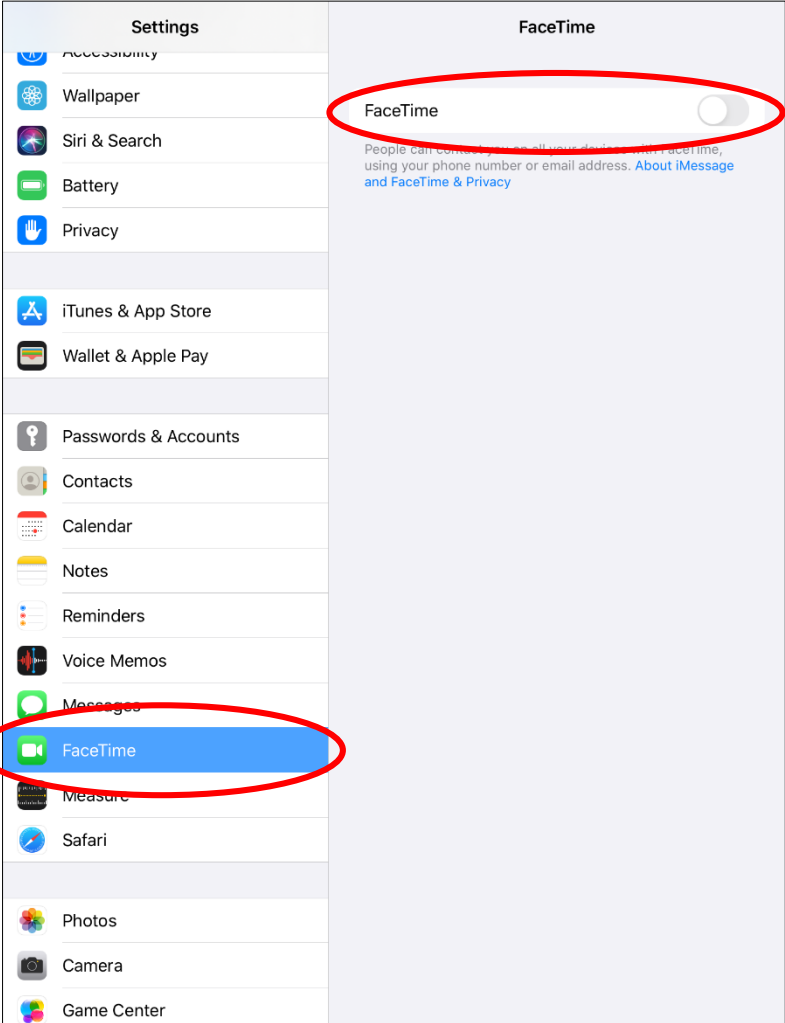 Settings
Accessibility
Wallpaper
Siri & Search
Battery
Privacy
iTunes & App Store
Wallet & Apple Pay
Passwords & Accounts
Contacts
Calendar
Notes
Reminders
Voice Memos
Messages
FaceTime
Measure
Safari
Photos
Camera
Game Center
FaceTime
FaceTime
People can contact you on all your devices with FaceTime,
using your phone number or email address. About iMessage
and FaceTime & Privacy